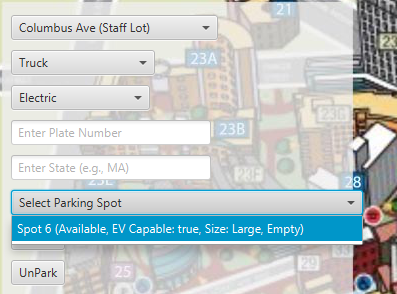 21
Columbus Ave (Staff Lot)
Truck
23A
Electric
Enter Plate Number
23B
Enter State (e.g., MA)
23F
28
Select Parking Spot
Spot 6 (Available, EV Capable: true, Size: Large, Empty)
UnPark
25